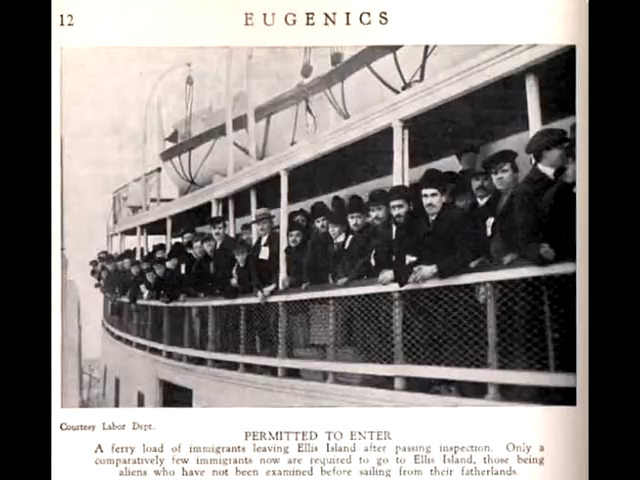 12 EUGENICS
Courtesy Labor Dept.
PERMITTED TO ENTER
A ferry load of immigrants leaving Ellis Island after passing inspection. Only a
comparatively few immigrants now are required to go to Ellis Island, those being
aliens who have not been examined before sailing from their fatherlands.